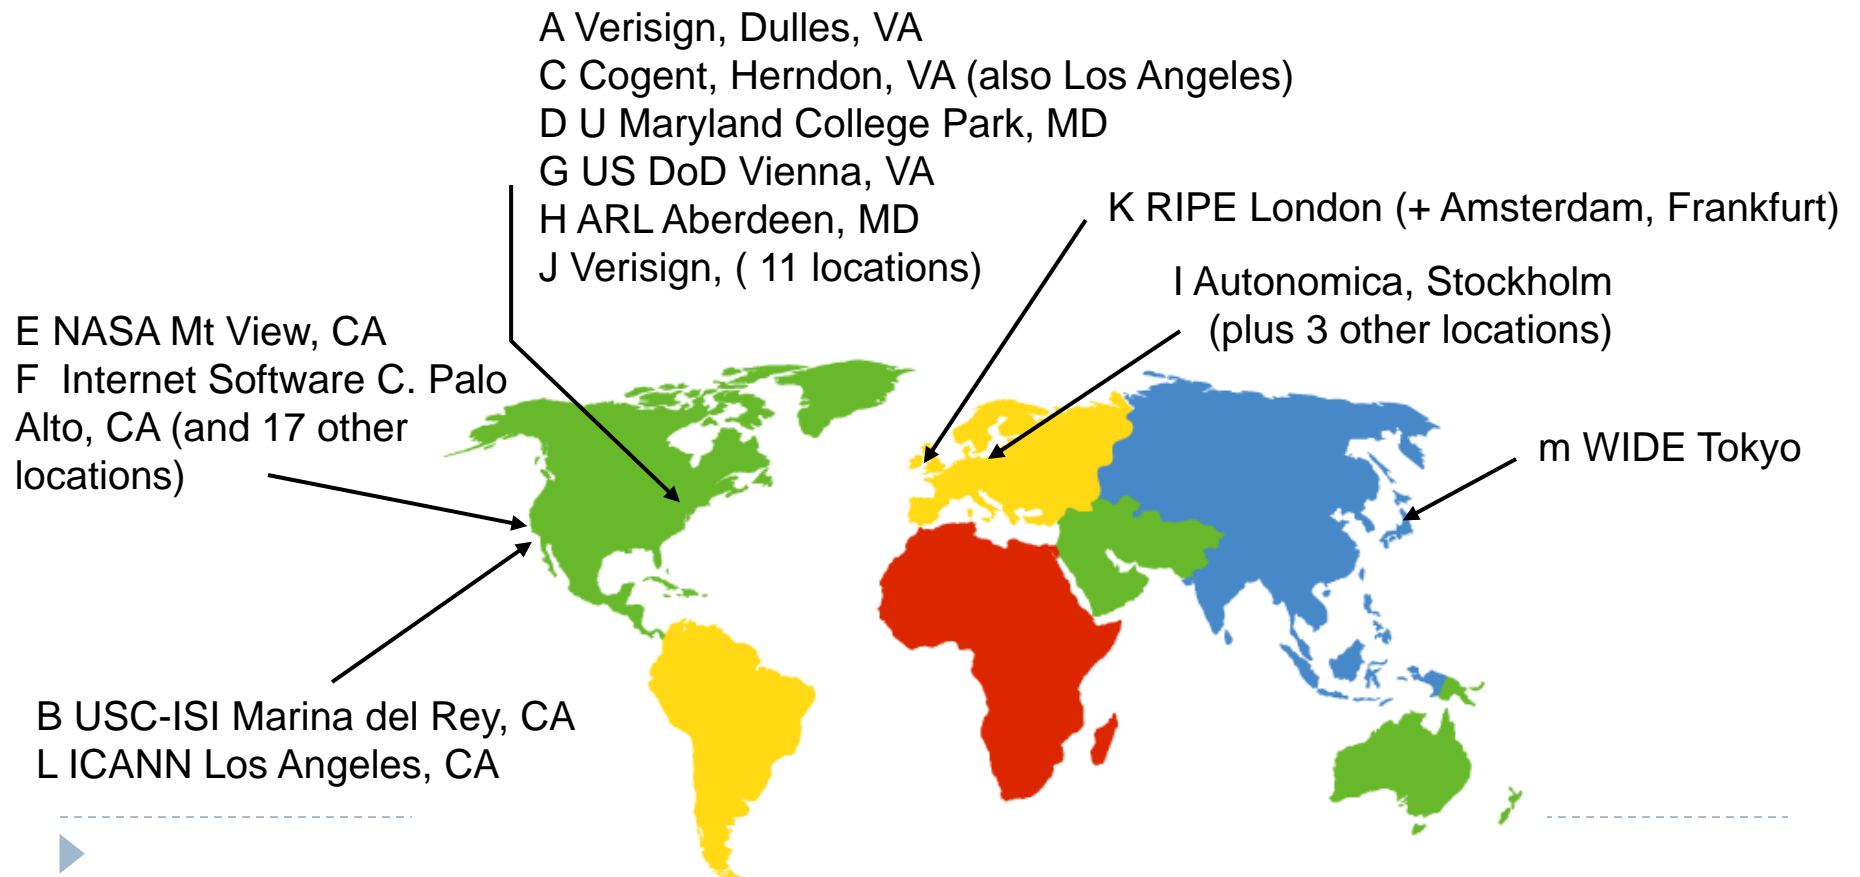 A Verisign, Dulles, VA
C Cogent, Herndon, VA (also Los Angeles)
D U Maryland College Park, MD
G US DoD Vienna, VA
H ARL Aberdeen, MD
J Verisign, ( 11 locations)
K RIPE London (+ Amsterdam, Frankfurt)
I Autonomica, Stockholm
(plus 3 other locations)
E NASA Mt View, CA
F  Internet Software C. Palo
Alto, CA (and 17 other
locations)
m WIDE Tokyo
B USC-ISI Marina del Rey, CA
L ICANN Los Angeles, CA